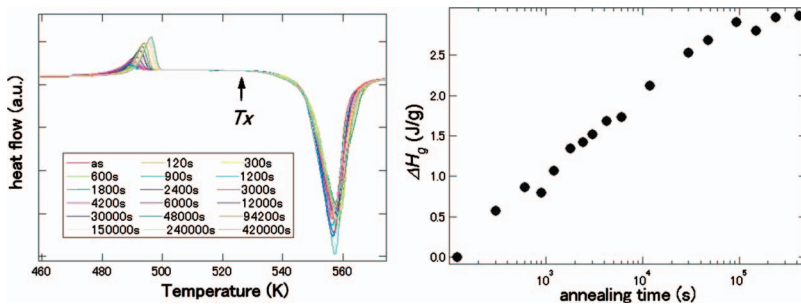 heat flow (a.u.)
Tx
as 120s 300s
600s 900s 1200s
1800s 2400s 3000s
4200s 6000s 12000s
30000s 48000s 94200s
150000s 240000s 420000s
460 480 500 520 540 560
Temperature (K)
ΔHg (J/g)
2.5
2.0
1.5
1.0
0.5
0.0
10³ 10⁴ 10⁵
annealing time (s)